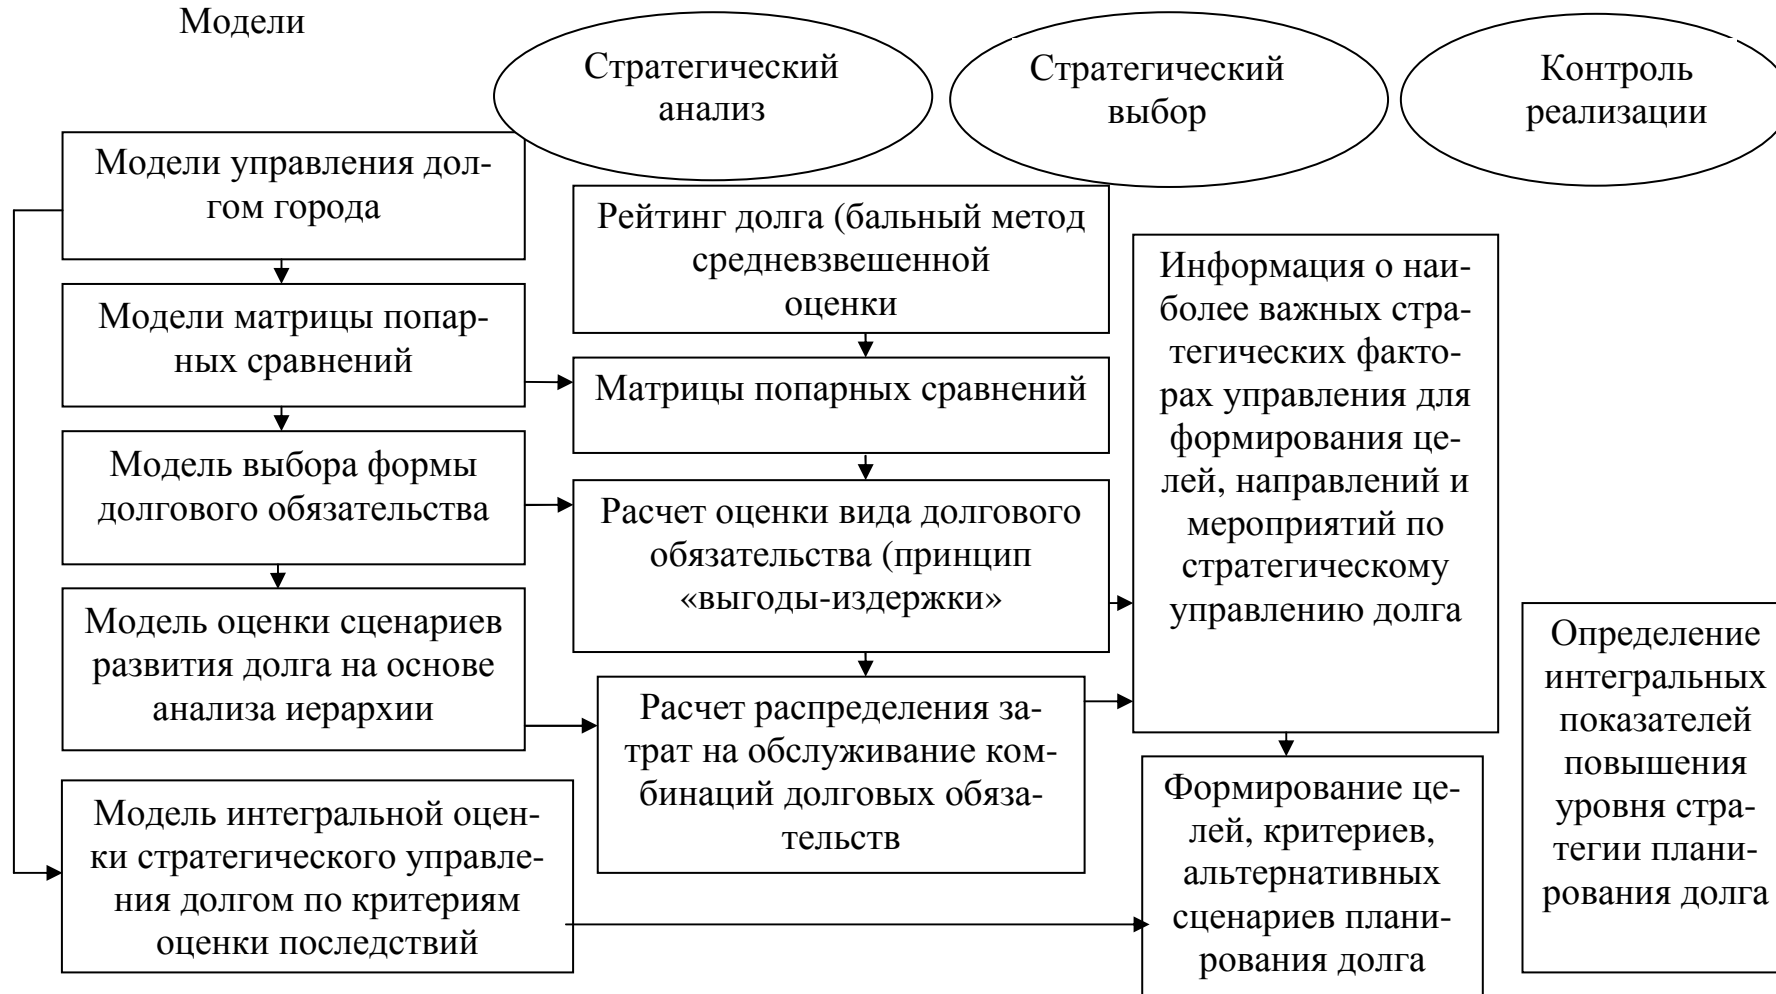 Модели
Стратегический
анализ
Стратегический
выбор
Контроль
реализации
Модели управления дол-
гом города
Модели матрицы попар-
ных сравнений
Модель выбора формы
долгового обязательства
Модель оценки сценариев
развития долга на основе
анализа иерархии
Модель интегральной оцен-
ки стратегического управле-
ния долгом по критериям
оценки последствий
Рейтинг долга (бальный метод
средневзвешенной
оценки
Матрицы попарных сравнений
Расчет оценки вида долгового
обязательства (принцип
«выгоды-издержки»
Расчет распределения за-
трат на обслуживание ком-
бинаций долговых обяза-
тельств
Информация о наи-
более важных стра-
тегических факто-
рах управления для
формирования це-
лей, направлений и
мероприятий по
стратегическому
управлению долга
Формирование це-
лей, критериев,
альтернативных
сценариев плани-
рования долга
Определение
интегральных
показателей
повышения
уровня стра-
тегии плани-
рования долга